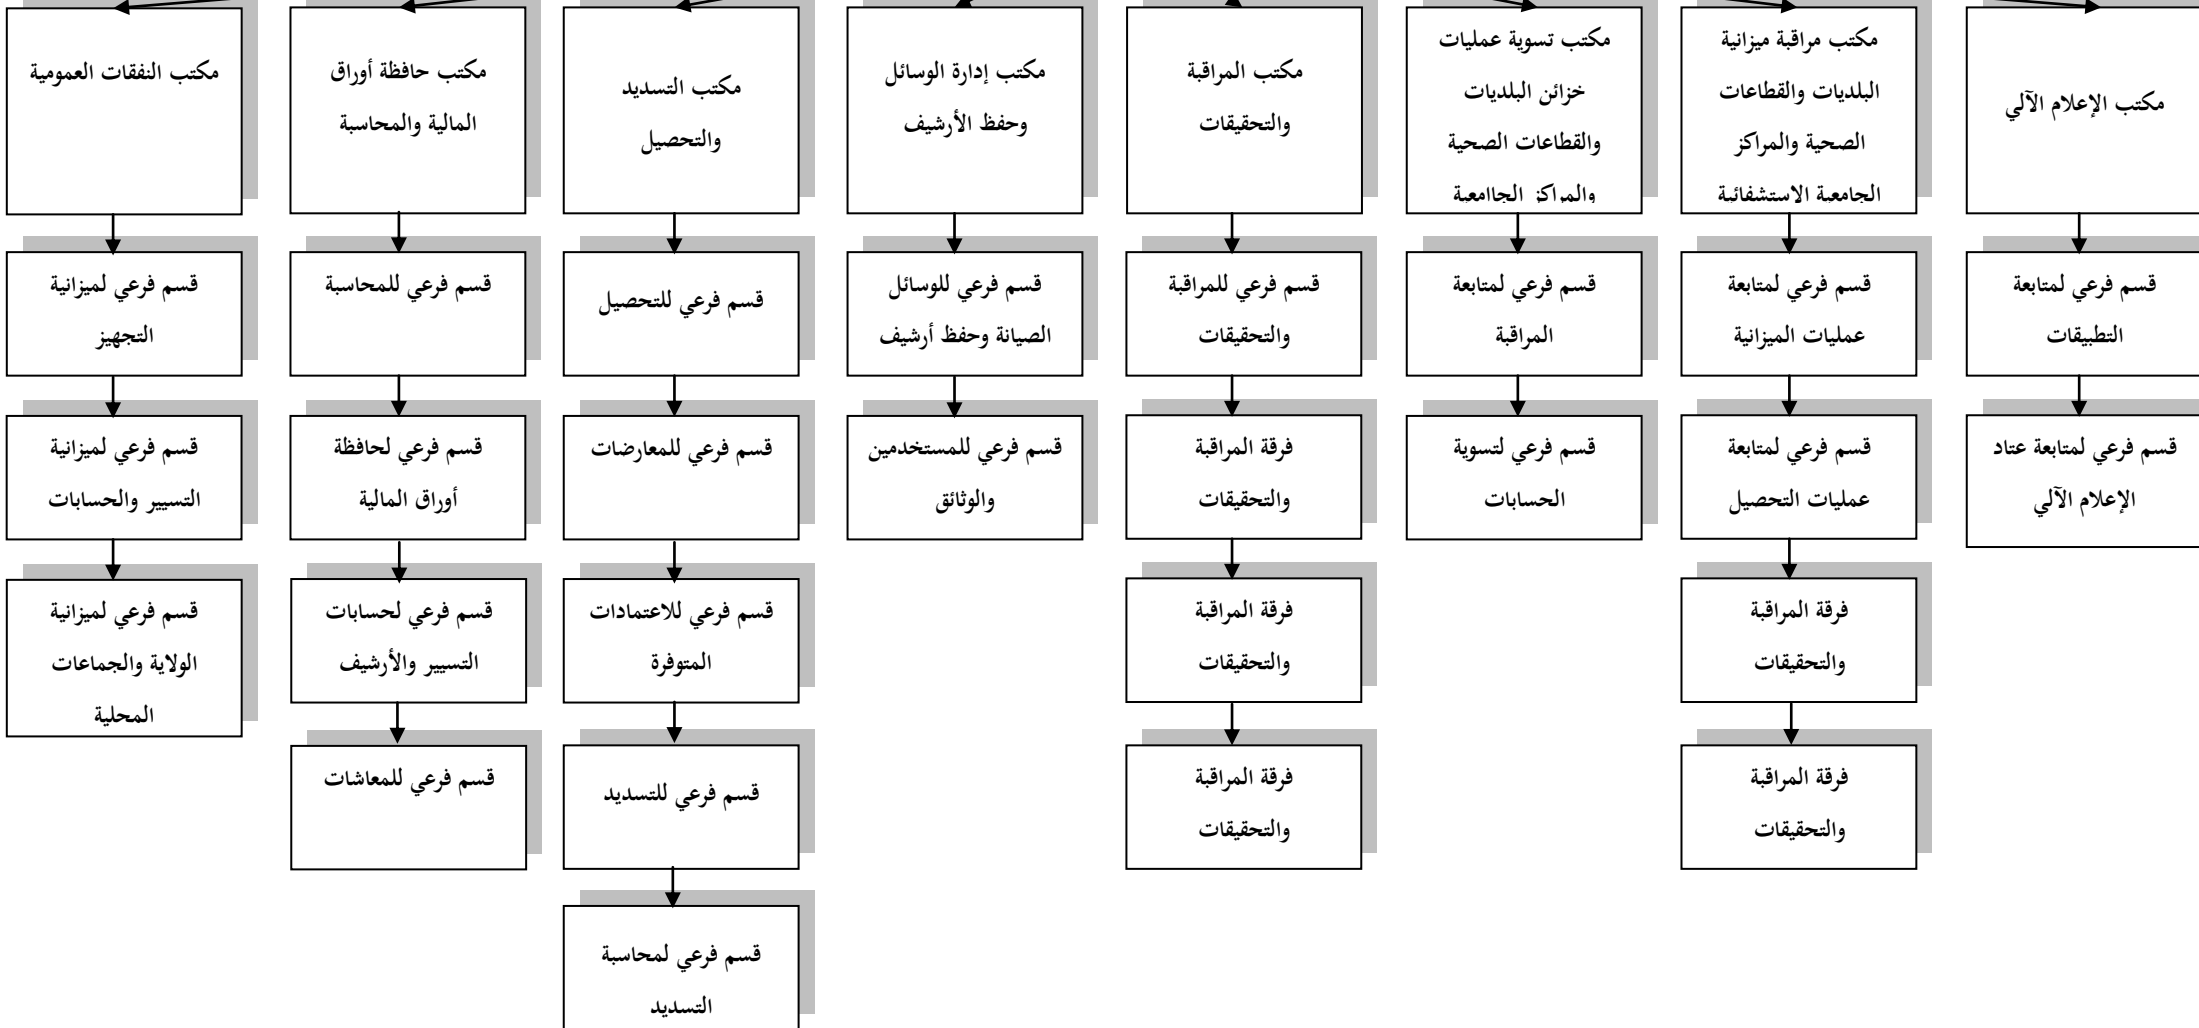 مكتب الإعلام الآلي
قسم فرعي لمتابعة
التطبيقات
قسم فرعي لمتابعة عتاد
الإعلام الآلي
مكتب مراقبة ميزانية
البلديات والقطاعات
الصحية والمراكز
الجامعية الاستشفائية
قسم فرعي لمتابعة
عمليات الميزانية
قسم فرعي لمتابعة
عمليات التحصيل
فرقة المراقبة
والتحقيقات
فرقة المراقبة
والتحقيقات
مكتب تسوية عمليات
خزائن البلديات
والقطاعات الصحية
والمراكز الجاامعية
قسم فرعي لمتابعة
المراقبة
قسم فرعي لتسوية
الحسابات
مكتب المراقبة
والتحقيقات
قسم فرعي للمراقبة
والتحقيقات
فرقة المراقبة
والتحقيقات
فرقة المراقبة
والتحقيقات
فرقة المراقبة
والتحقيقات
مكتب إدارة الوسائل
وحفظ الأرشيف
قسم فرعي للوسائل
الصيانة وحفظ أرشيف
قسم فرعي للمستخدمين
والوثائق
مكتب التسديد
والتحصيل
قسم فرعي للتحصيل
قسم فرعي للمعارضات
قسم فرعي للاعتمادات
المتوفرة
قسم فرعي للتسديد
قسم فرعي لمحاسبة
التسديد
مكتب حافظة أوراق
المالية والمحاسبة
قسم فرعي للمحاسبة
قسم فرعي لحافظة
أوراق المالية
قسم فرعي لحسابات
التسيير والأرشيف
قسم فرعي للمعاشات
مكتب النفقات العمومية
قسم فرعي لميزانية
التجهيز
قسم فرعي لميزانية
التسيير والحسابات
قسم فرعي لميزانية
الولاية والجماعات
المحلية